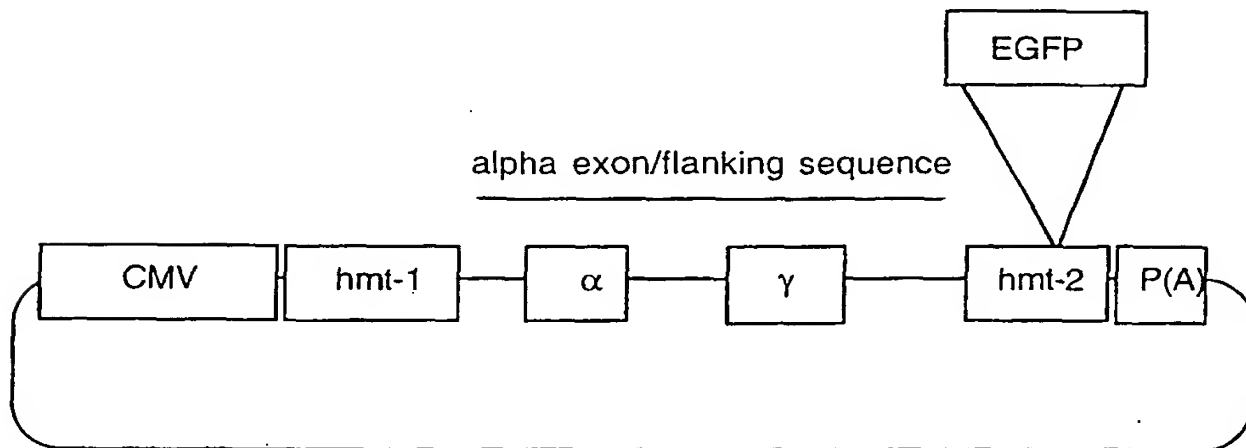 EGFP
alpha exon/flanking sequence
CMV hmt-1 α γ hmt-2 P(A)